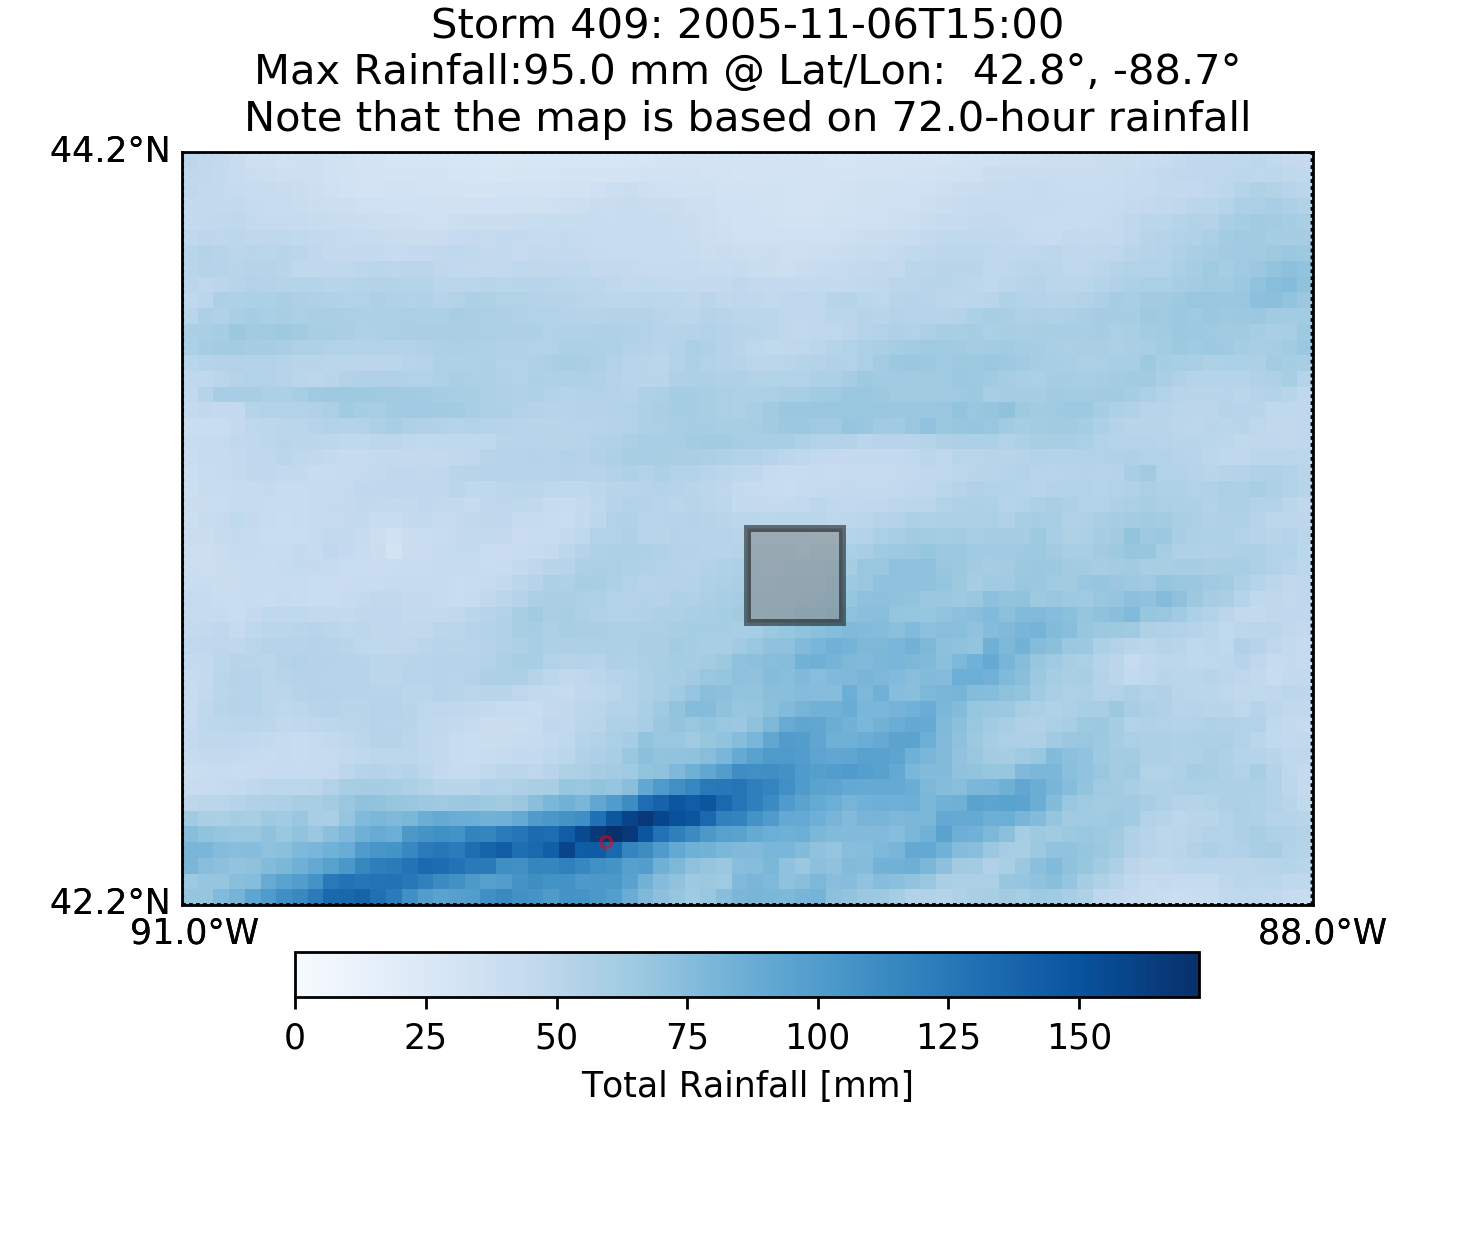 Storm 409: 2005-11-06T15:00
Max Rainfall:95.0 mm @ Lat/Lon:  42.8°, -88.7°
Note that the map is based on 72.0-hour rainfall
44.2°N
42.2°N
91.0°W 88.0°W
0 25 50 75 100 125 150
Total Rainfall [mm]